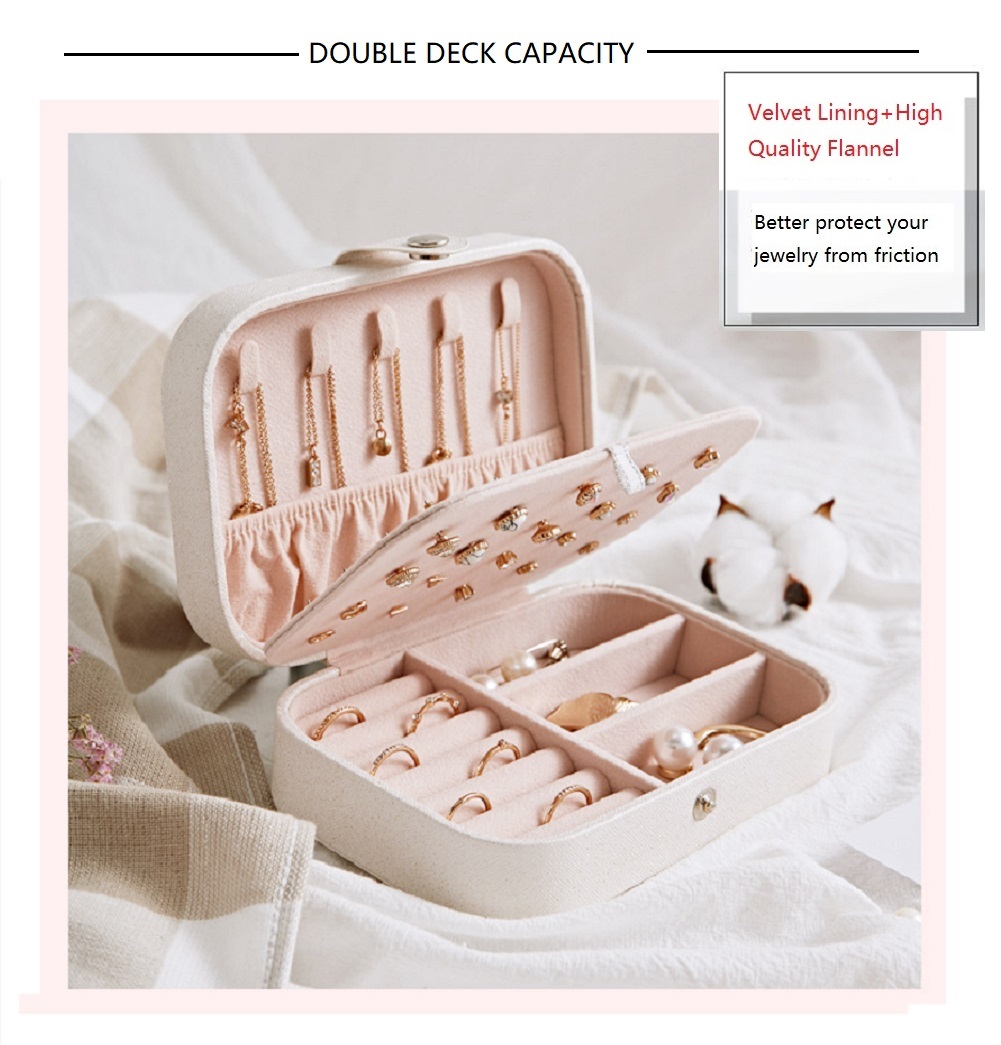 DOUBLE DECK CAPACITY
Velvet Lining+High
Quality Flannel
Better protect your
jewelry from friction